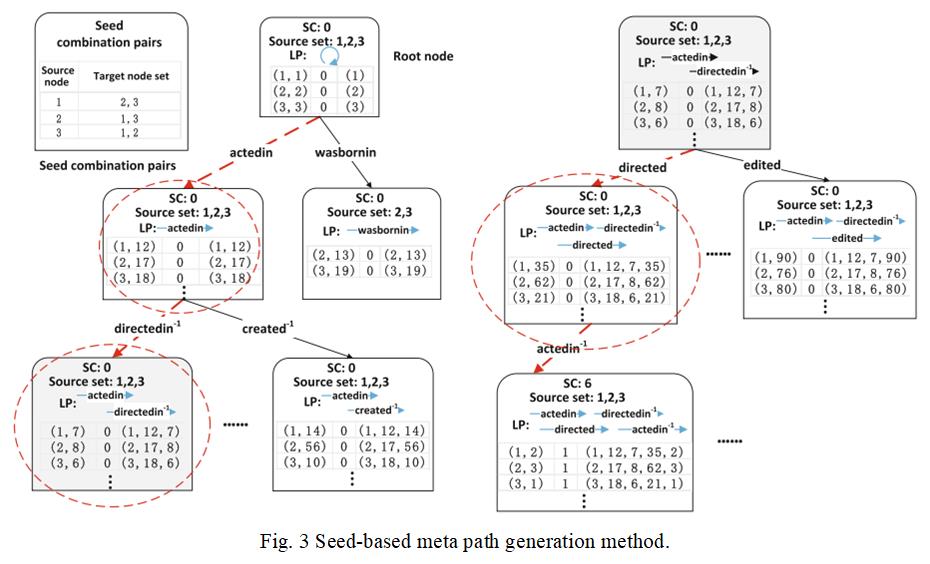 Seed
combination pairs
Source
node
Target node set
1 2, 3
2 1, 3
3 1, 2
Seed combination pairs
SC: 0
Source set: 1,2,3
LP:
(1, 1) 0 (1)
(2, 2) 0 (2)
(3, 3) 0 (3)
Root node
actedin
wasbornin
SC: 0
Source set: 1,2,3
LP: actedin
(1, 12) 0 (1, 12)
(2, 17) 0 (2, 17)
(3, 18) 0 (3, 18)
SC: 0
Source set: 2,3
LP: wasbornin
(2, 13) 0 (2, 13)
(3, 19) 0 (3, 19)
directedin-1
created-1
SC: 0
Source set: 1,2,3
LP: actedin
directedin-1
(1, 7) 0 (1, 12, 7)
(2, 8) 0 (2, 17, 8)
(3, 6) 0 (3, 18, 6)
......
SC: 0
Source set: 1,2,3
LP: actedin
created-1
(1, 14) 0 (1, 12, 14)
(2, 56) 0 (2, 17, 56)
(3, 10) 0 (3, 18, 10)
SC: 0
Source set: 1,2,3
LP: actedin
directedin-1
(1, 7) 0 (1, 12, 7)
(2, 8) 0 (2, 17, 8)
(3, 6) 0 (3, 18, 6)
directed
edited
SC: 0
Source set: 1,2,3
LP: actedin directedin-1
directed
(1, 35) 0 (1, 12, 7, 35)
(2, 62) 0 (2, 17, 8, 62)
(3, 21) 0 (3, 18, 6, 21)
......
SC: 0
Source set: 1,2,3
LP: actedin directedin-1
edited
(1, 90) 0 (1, 12, 7, 90)
(2, 76) 0 (2, 17, 8, 76)
(3, 80) 0 (3, 18, 6, 80)
actedin-1
SC: 6
Source set: 1,2,3
LP: actedin directedin-1
directed actedin-1
(1, 2) 1 (1, 12, 7, 35, 2)
(2, 3) 1 (2, 17, 8, 62, 3)
(3, 1) 1 (3, 18, 6, 21, 1)
......
Fig. 3 Seed-based meta path generation method.